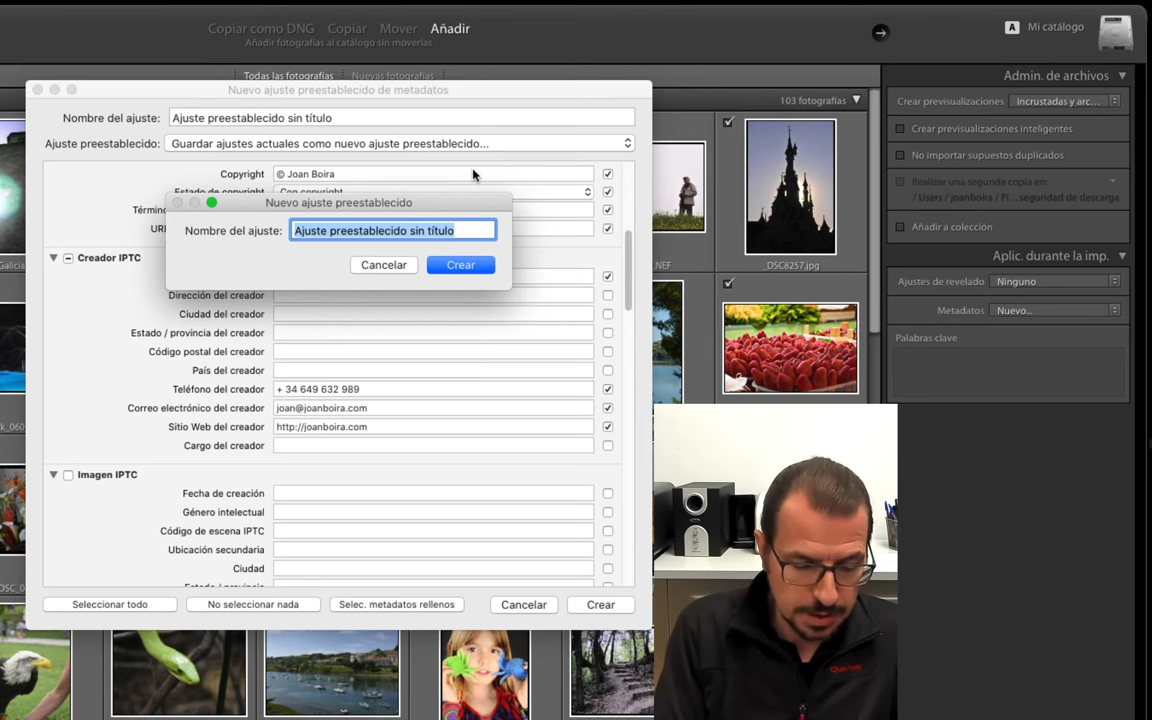 Copiar como DNG Copiar Mover Añadir
Añadir fotografías al catálogo sin moverlas
A Mi catálogo
Todas las fotografías Nuevas fotografías
103 fotografías
Nuevo ajuste preestablecido de metadatos
Nombre del ajuste: Ajuste preestablecido sin título
Ajuste preestablecido: Guardar ajustes actuales como nuevo ajuste preestablecido...
Copyright © Joan Boira
Nuevo ajuste preestablecido
Nombre del ajuste: Ajuste preestablecido sin título
Cancelar Crear
Creador IPTC
Dirección del creador
Ciudad del creador
Estado / provincia del creador
Código postal del creador
País del creador
Teléfono del creador + 34 649 632 989
Correo electrónico del creador joan@joanboira.com
Sitio Web del creador http://joanboira.com
Cargo del creador
Imagen IPTC
Fecha de creación
Género intelectual
Código de escena IPTC
Ubicación secundaria
Ciudad
Seleccionar todo No seleccionar nada Selec. metadatos rellenos Cancelar Crear
Galicia
.NEF
_DSC8257.jpg
Admin. de archivos
Crear previsualizaciones Incrustadas y arc...
Crear previsualizaciones inteligentes
No importar supuestos duplicados
Realizar una segunda copia en:
/ Users / joanboira / Pi...seguridad de descarga
Añadir a colección
Aplic. durante la imp.
Ajustes de revelado Ninguno
Metadatos Nuevo...
Palabras clave